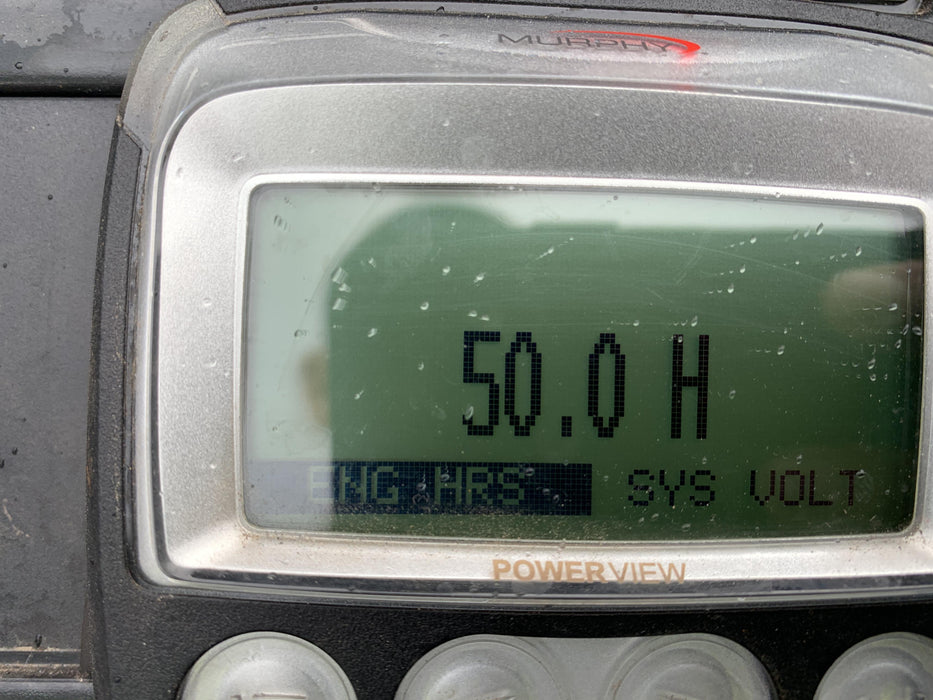 MURPHY
50.0 H
ENG HRS SYS VOLT
POWERVIEW